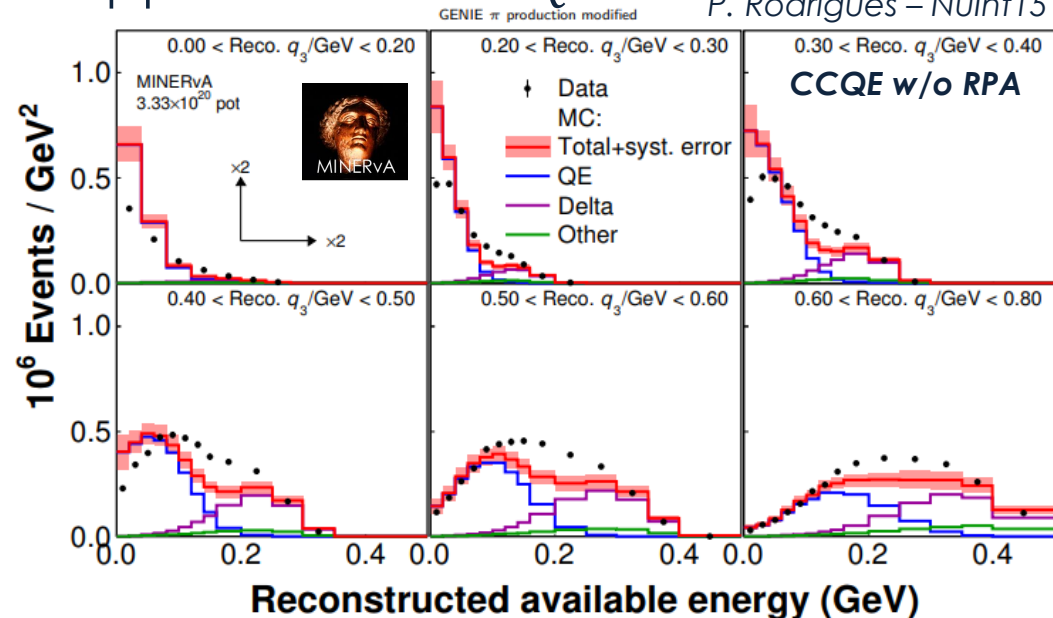 P. Rodrigues – NuInt15
GENIE π production modified
0.00 < Reco. q3/GeV < 0.20
0.20 < Reco. q3/GeV < 0.30
0.30 < Reco. q3/GeV < 0.40
MINERvA
3.33×10^20 pot
MINERvA
×2
×2
Data
MC:
Total+syst. error
QE
Delta
Other
CCQE w/o RPA
0.40 < Reco. q3/GeV < 0.50
0.50 < Reco. q3/GeV < 0.60
0.60 < Reco. q3/GeV < 0.80
10^6 Events / GeV^2
1.0
0.5
0.0
1.0
0.5
0.0
0.0 0.2 0.4 0.0 0.2 0.4 0.0 0.2 0.4
Reconstructed available energy (GeV)